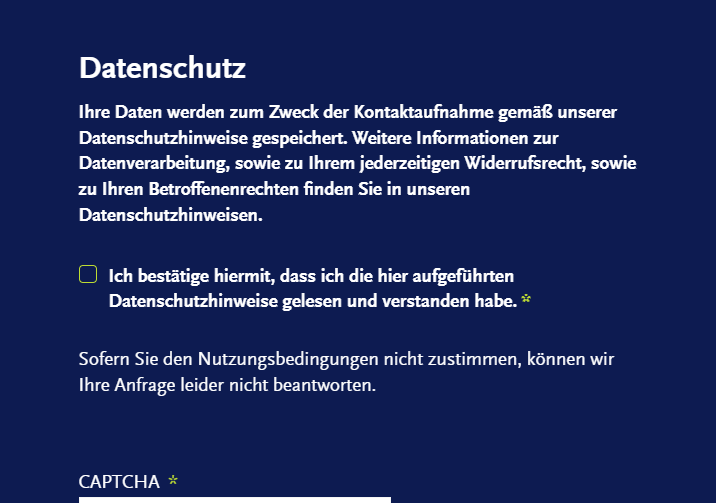 Datenschutz
Ihre Daten werden zum Zweck der Kontaktaufnahme gemäß unserer
Datenschutzhinweise gespeichert. Weitere Informationen zur
Datenverarbeitung, sowie zu Ihrem jederzeitigen Widerrufsrecht, sowie
zu Ihren Betroffenenrechten finden Sie in unseren
Datenschutzhinweisen.
Ich bestätige hiermit, dass ich die hier aufgeführten
Datenschutzhinweise gelesen und verstanden habe. *
Sofern Sie den Nutzungsbedingungen nicht zustimmen, können wir
Ihre Anfrage leider nicht beantworten.
CAPTCHA *